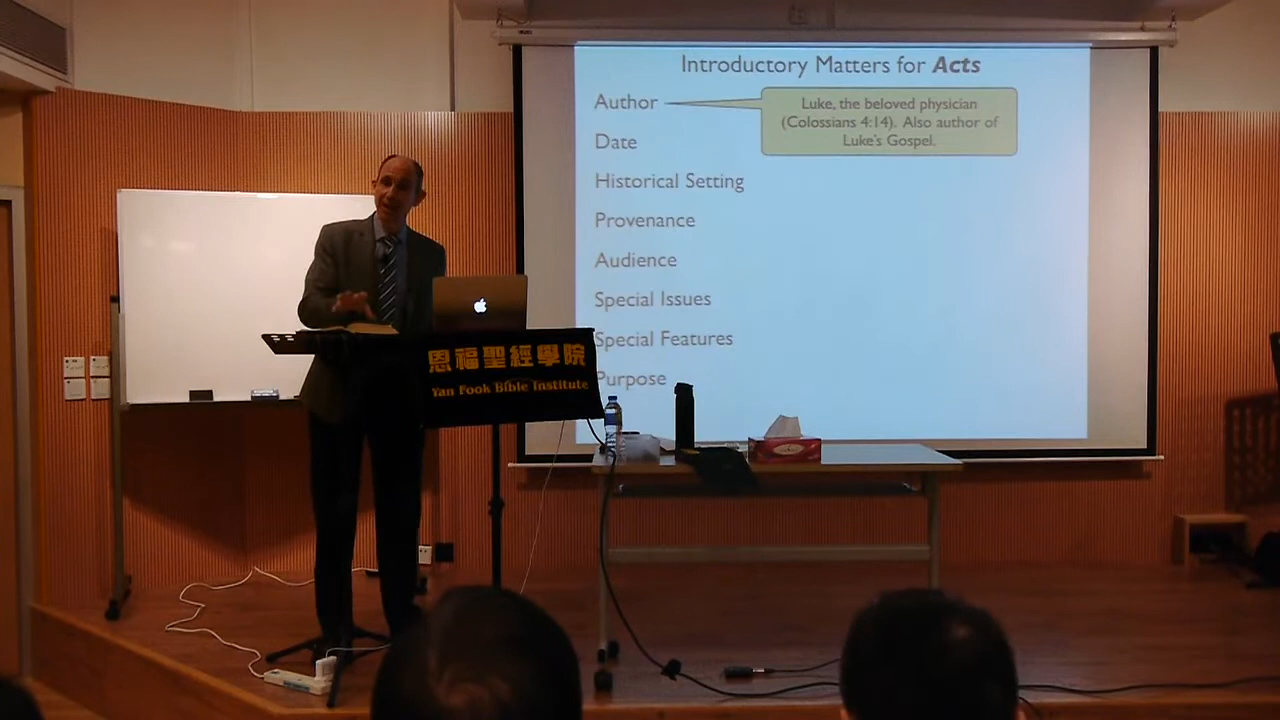 Introductory Matters for Acts
Author
Luke, the beloved physician
(Colossians 4:14). Also author of
Luke's Gospel.
Date
Historical Setting
Provenance
Audience
Special Issues
Special Features
Purpose
恩福聖經學院
Yan Fook Bible Institute